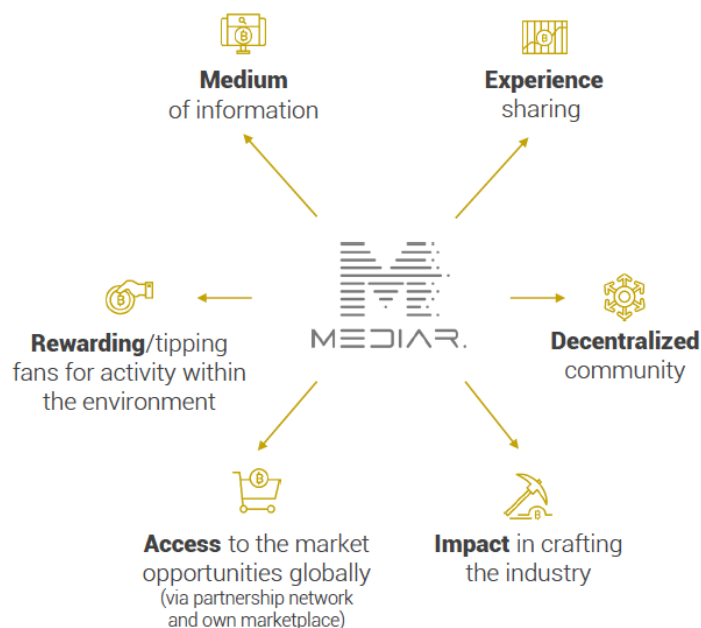 Medium
of information
Experience
sharing
MEDIAR.
Rewarding/tipping
fans for activity within
the environment
Decentralized
community
Access to the market
opportunities globally
(via partnership network
and own marketplace)
Impact in crafting
the industry